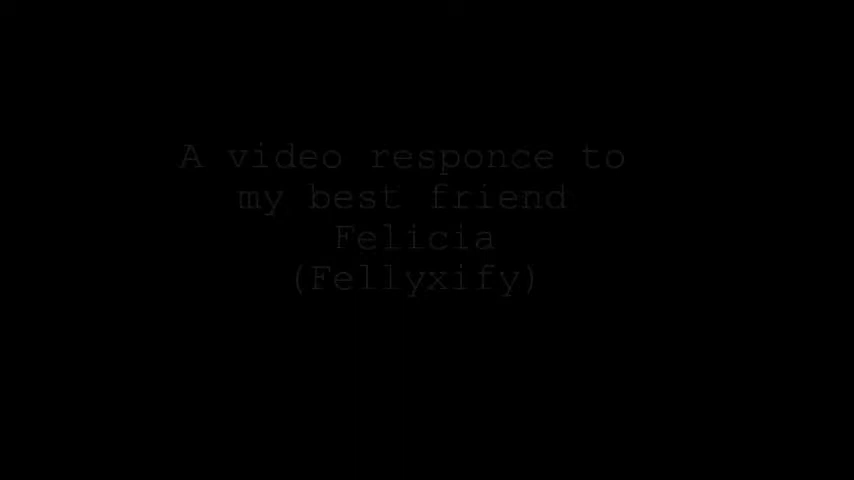 A video responce to
my best friend
Felicia
(Fellyxify)